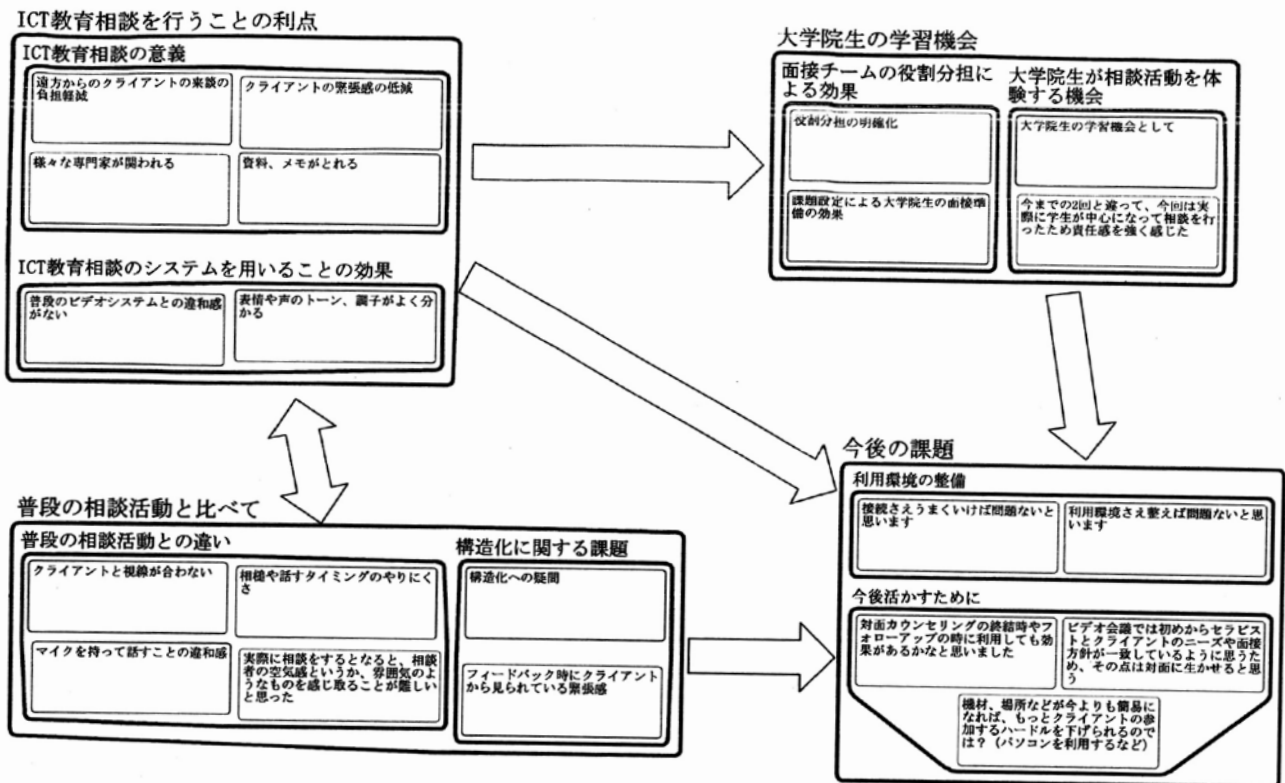 ICT教育相談を行うことの利点
ICT教育相談の意義
遠方からのクライアントの来談の
負担軽減
クライアントの緊張感の低減
様々な専門家が関われる
資料、メモがとれる
ICT教育相談のシステムを用いることの効果
普段のビデオシステムとの違和感
がない
表情や声のトーン、調子がよく分
かる
大学院生の学習機会
面接チームの役割分担に
よる効果
役割分担の明確化
課題設定による大学院生の面接準
備の効果
大学院生が相談活動を体
験する機会
大学院生の学習機会として
今までの2回と違って、今回は実
際に学生が中心になって相談を行
ったため責任感を強く感じた
普段の相談活動と比べて
普段の相談活動との違い
クライアントと視線が合わない
相槌や話すタイミングのやりにく
さ
マイクを持って話すことの違和感
実際に相談をするとなると、相談
者の空気感というか、雰囲気のよ
うなものを感じ取ることが難しい
と思った
構造化に関する課題
構造化への疑問
フィードバック時にクライアント
から見られている緊張感
今後の課題
利用環境の整備
接続さえうまくいけば問題ないと
思います
利用環境さえ整えば問題ないと思
います
今後活かすために
対面カウンセリングの終結時やフ
ォローアップの時に利用しても効
果があるかなと思いました
ビデオ会議では初めからセラピス
トとクライアントのニーズや面接
方針が一致しているように思うた
め、その点は対面に生かせると思
う
機材、場所などが今よりも簡易に
なれば、もっとクライアントの参
加するハードルを下げられるので
は？（パソコンを利用するなど）